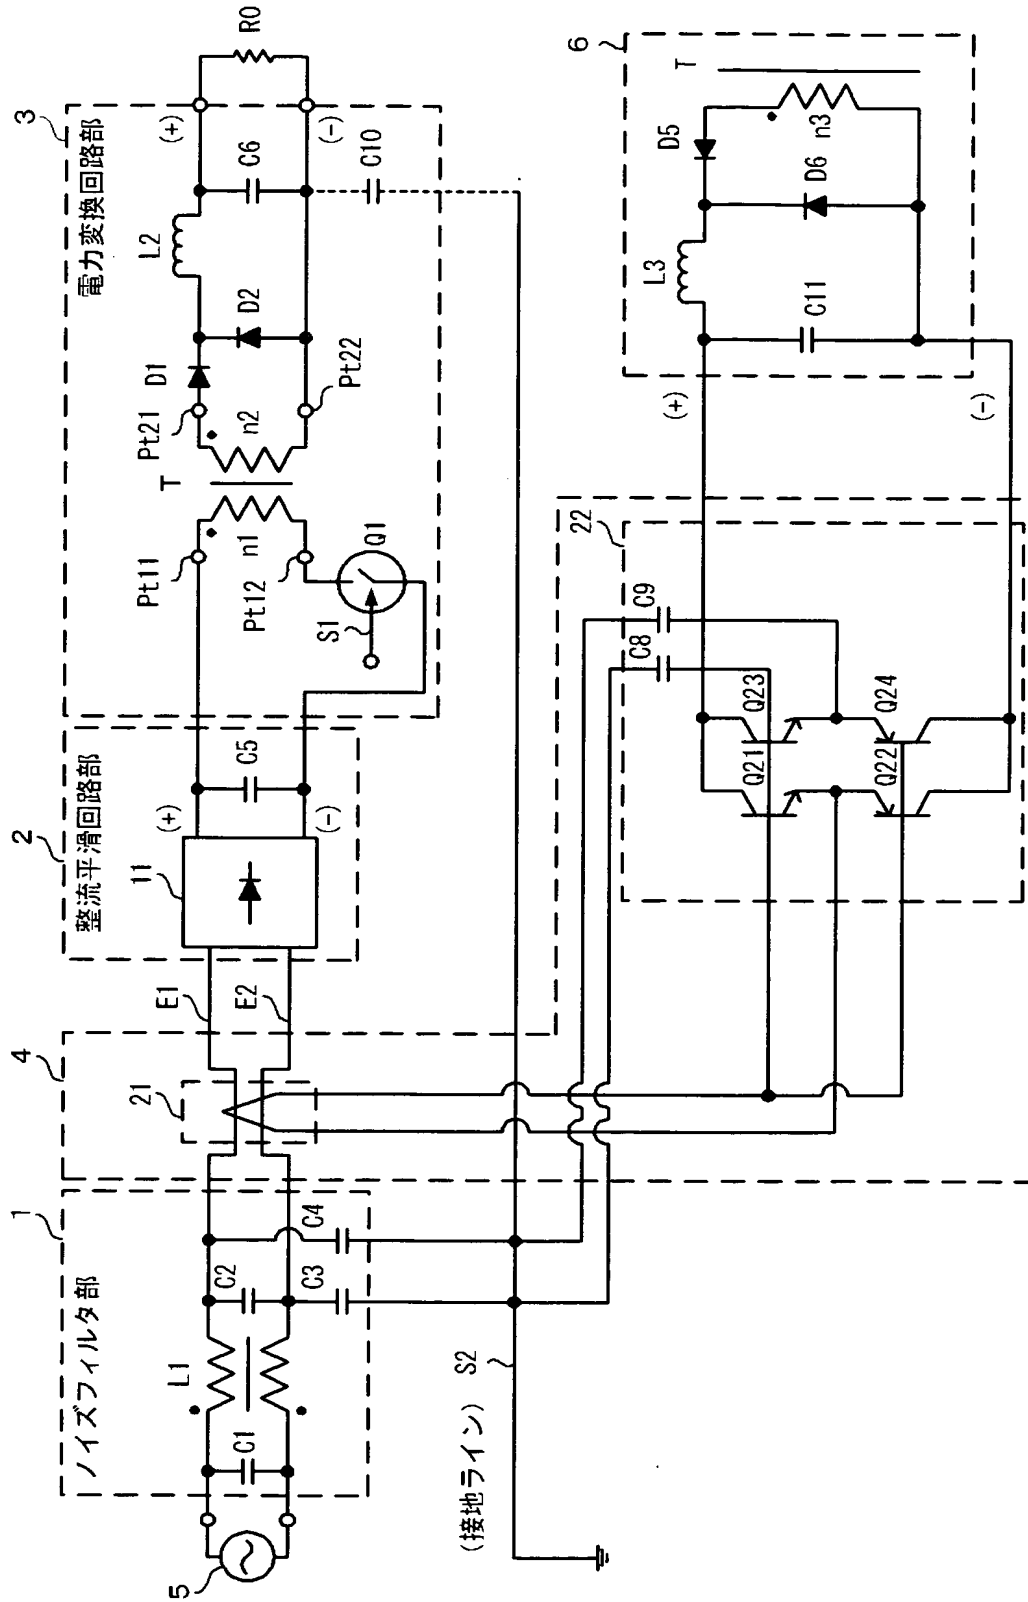 1
ノイズフィルタ部
4
2
整流平滑回路部
3
電力変換回路部
5
C1
L1
C2
C3
C4
21
E1
E2
11
(+)
(-)
C5
Pt11
Pt12
n1
S1
Q1
T
n2
Pt21
Pt22
D1
D2
L2
C6
C10
(+)
(-)
R0
(接地ライン)
S2
22
C8
C9
Q21
Q23
Q22
Q24
(+)
(-)
6
L3
C11
D5
D6
n3
T